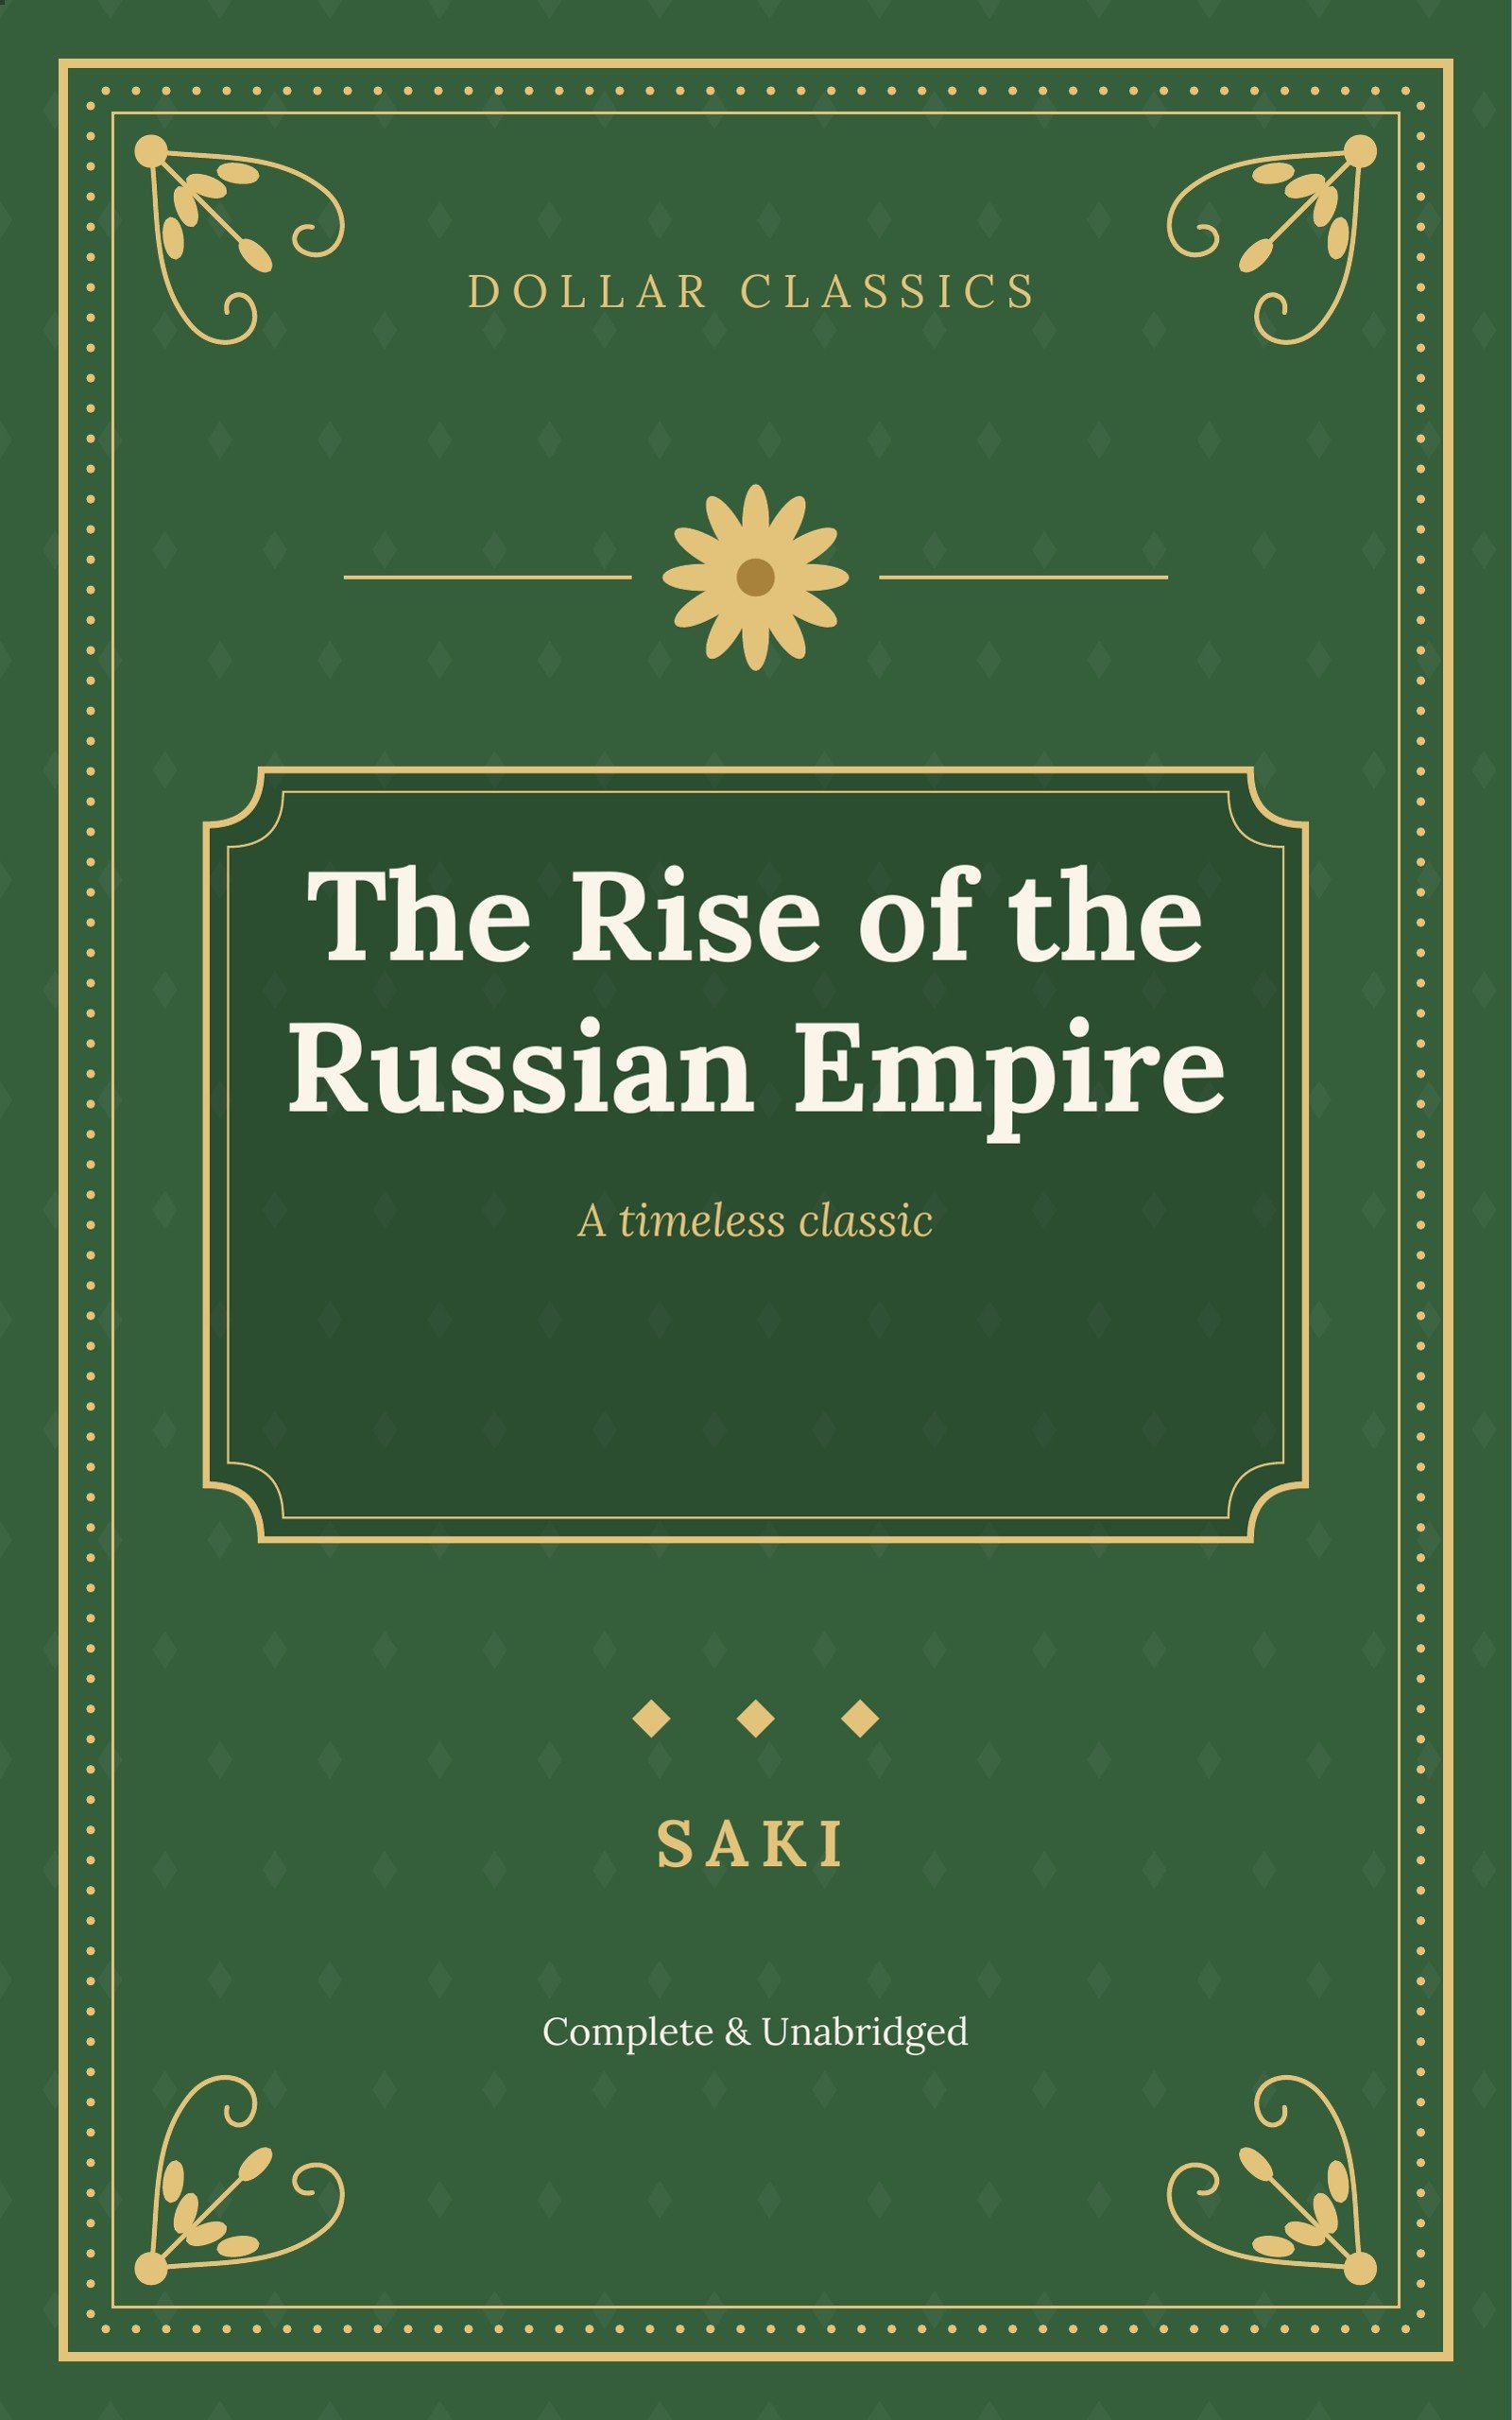 DOLLAR CLASSICS
The Rise of the
Russian Empire
A timeless classic
SAKI
Complete & Unabridged